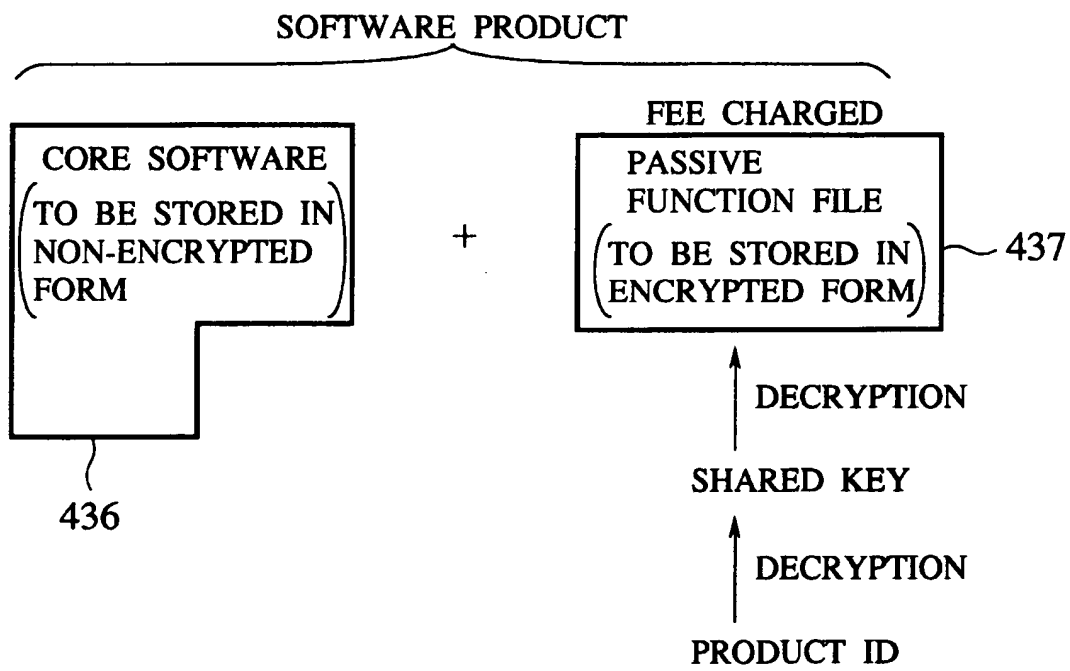 SOFTWARE PRODUCT
CORE SOFTWARE
(TO BE STORED IN
NON-ENCRYPTED
FORM)
436
+
FEE CHARGED
PASSIVE
FUNCTION FILE
(TO BE STORED IN
ENCRYPTED FORM)
437
DECRYPTION
SHARED KEY
DECRYPTION
PRODUCT ID